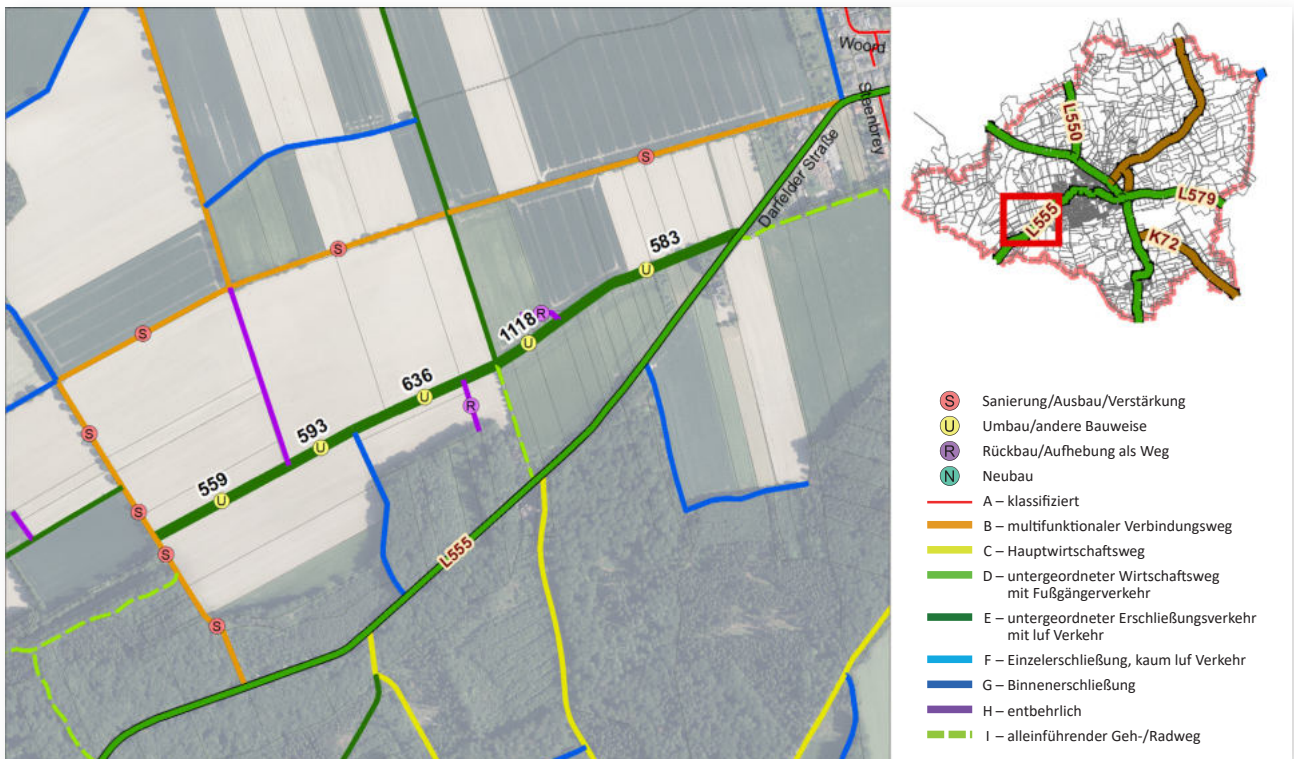 Woord
Steenbrey
Darfelder Straße
S
S
583
U
1118
R
U
S
636
U
R
593
U
S
559
U
S
S
L555
S
L550
L579
L555
K72
S Sanierung/Ausbau/Verstärkung
U Umbau/andere Bauweise
R Rückbau/Aufhebung als Weg
N Neubau
A – klassifiziert
B – multifunktionaler Verbindungsweg
C – Hauptwirtschaftsweg
D – untergeordneter Wirtschaftsweg
mit Fußgängerverkehr
E – untergeordneter Erschließungsverkehr
mit luf Verkehr
F – Einzelerschließung, kaum luf Verkehr
G – Binnenerschließung
H – entbehrlich
I – alleinführender Geh-/Radweg